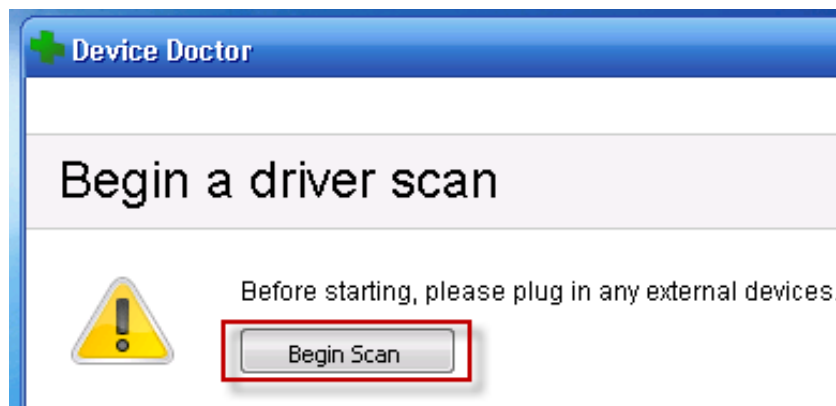 Device Doctor
Begin a driver scan
Before starting, please plug in any external devices.
Begin Scan